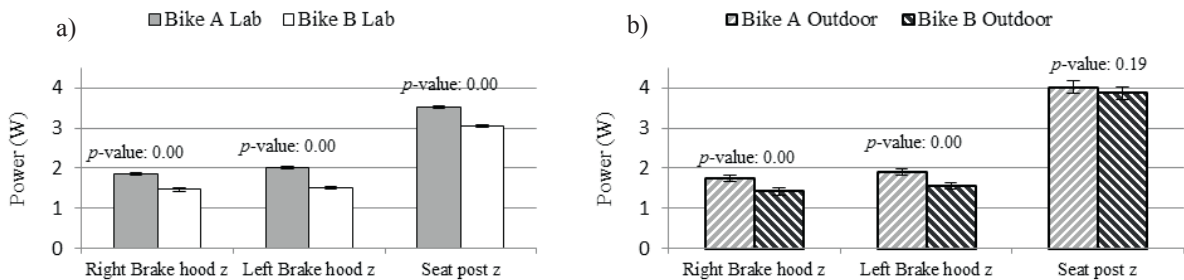 a)
Bike A Lab Bike B Lab
Power (W)
4
3
2
1
0
p-value: 0.00
p-value: 0.00
p-value: 0.00
Right Brake hood z Left Brake hood z Seat post z
b)
Bike A Outdoor Bike B Outdoor
Power (W)
4
3
2
1
0
p-value: 0.00
p-value: 0.00
p-value: 0.19
Right Brake hood z Left Brake hood z Seat post z